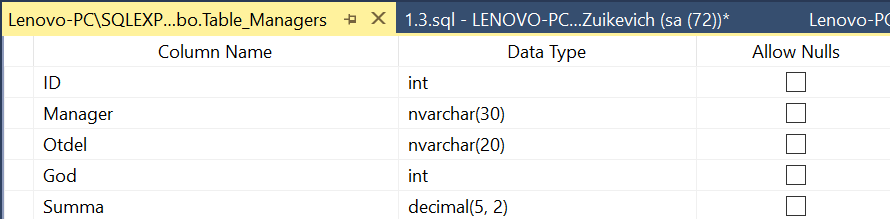 Lenovo-PC\SQLEXP...bo.Table_Managers 1.3.sql - LENOVO-PC...Zuikevich (sa (72))* Lenovo-PC
Column Name Data Type Allow Nulls
ID int
Manager nvarchar(30)
Otdel nvarchar(20)
God int
Summa decimal(5, 2)